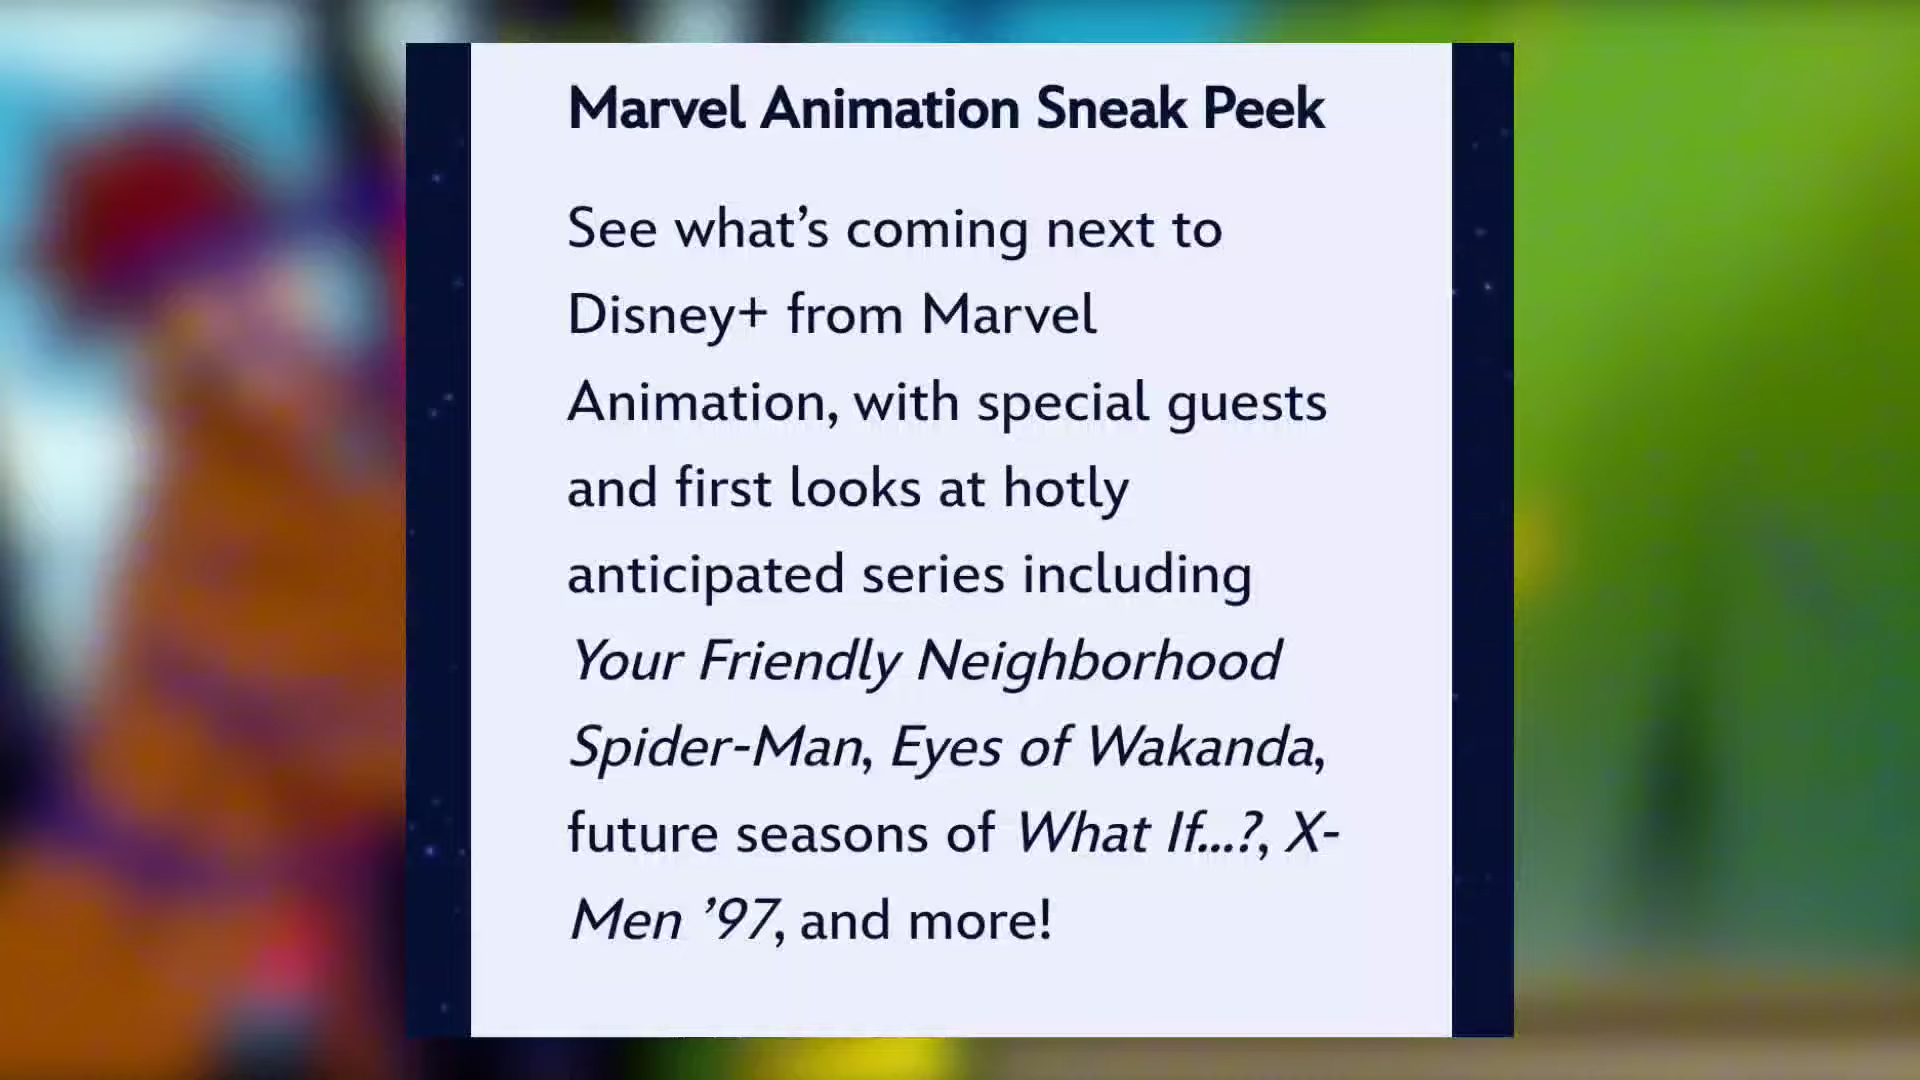 Marvel Animation Sneak Peek
See what’s coming next to
Disney+ from Marvel
Animation, with special guests
and first looks at hotly
anticipated series including
Your Friendly Neighborhood
Spider-Man, Eyes of Wakanda,
future seasons of What If...?, X-
Men ’97, and more!